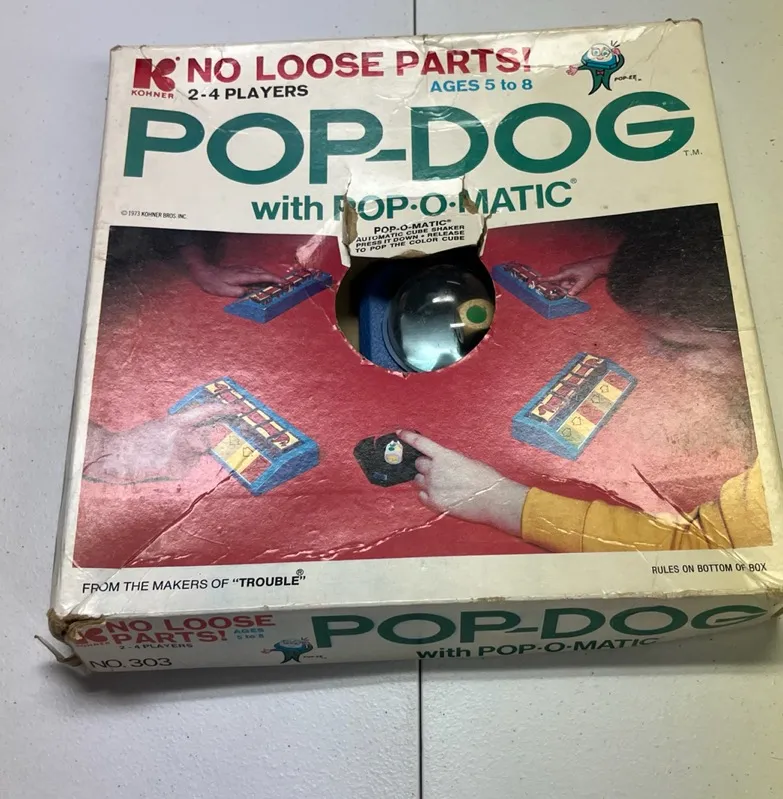 K® NO LOOSE PARTS!
KOHNER
2-4 PLAYERS
AGES 5 to 8
POP-EE™
POP-DOG
T.M.
with POP·O·MATIC®
© 1973 KOHNER BROS. INC.
POP-O-MATIC®
AUTOMATIC CUBE SHAKER
PRESS IT DOWN • RELEASE
TO POP THE COLOR CUBE
FROM THE MAKERS OF "TROUBLE"®
RULES ON BOTTOM OF BOX
K NO LOOSE
PARTS!
AGES
5 to 8
2-4 PLAYERS
NO. 303
POP-EE
POP-DOG
with POP·O·MATIC